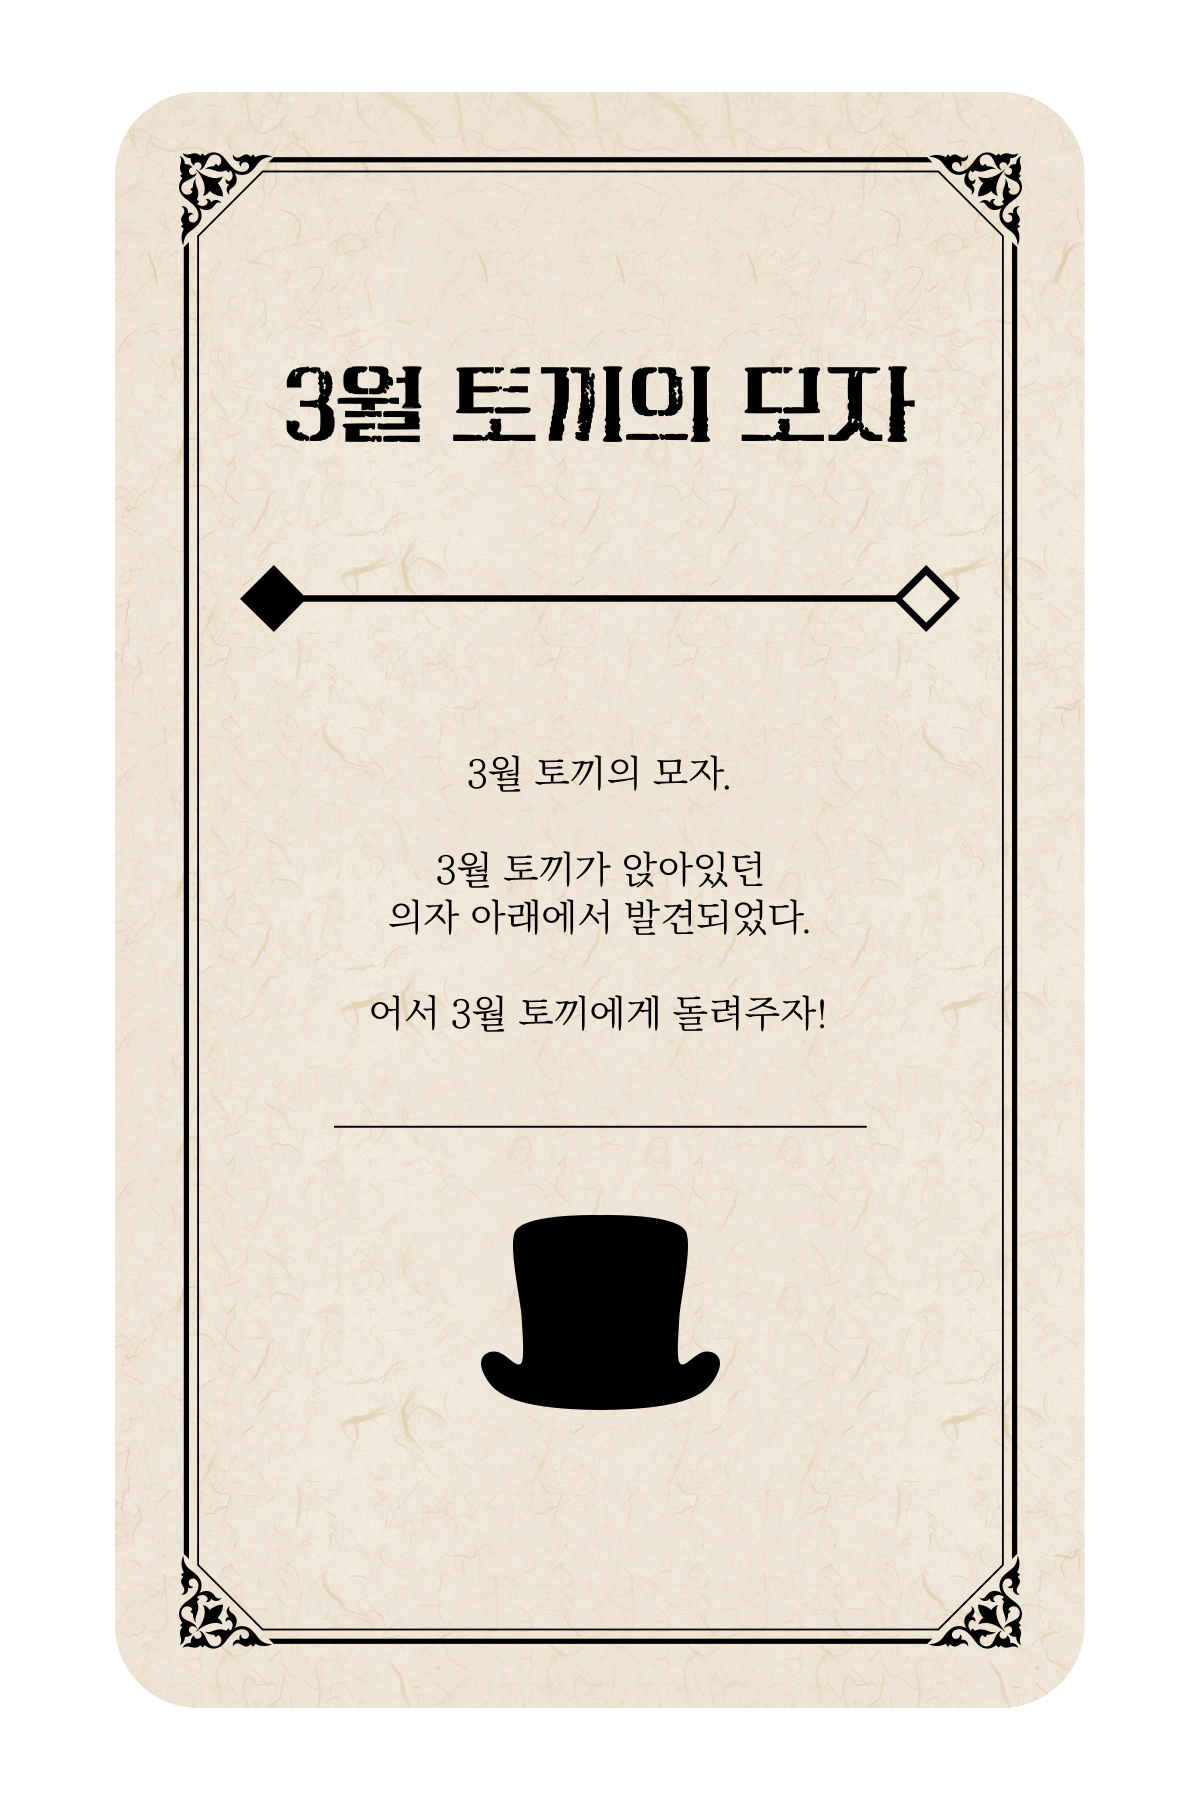 3월 토끼의 모자
3월 토끼의 모자.
3월 토끼가 앉아있던
의자 아래에서 발견되었다.
어서 3월 토끼에게 돌려주자!